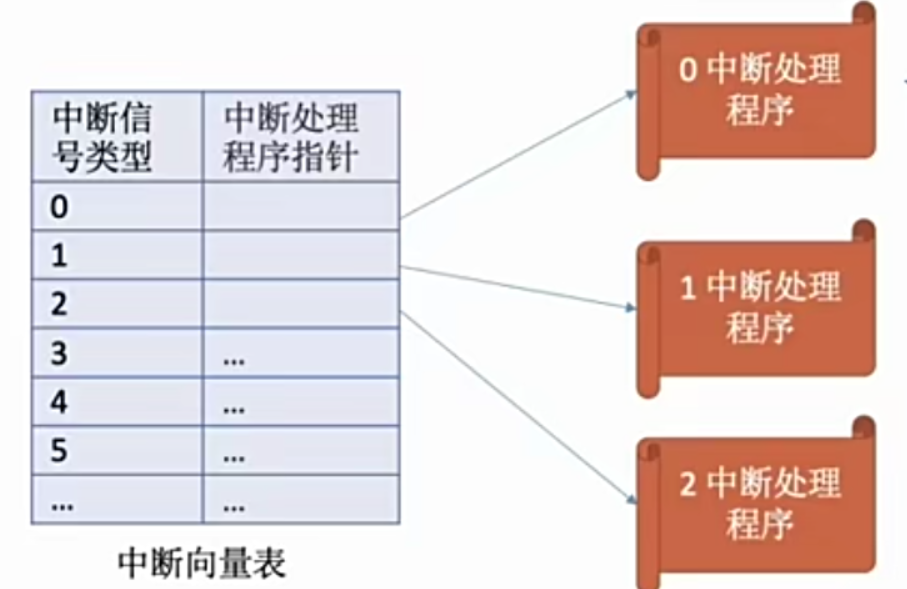 中断信
号类型
中断处理
程序指针
0
1
2
3
...
4
...
5
...
...
...
中断向量表
0 中断处理
程序
1 中断处理
程序
2 中断处理
程序